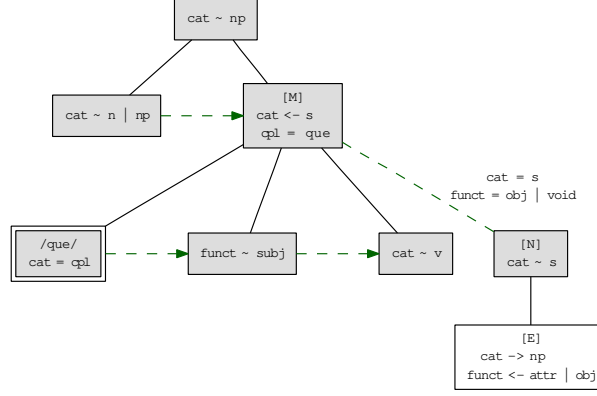 cat ~ np
cat ~ n | np
[M]
cat <- s
cpl = que
cat = s
funct = obj | void
/que/
cat = cpl
funct ~ subj
cat ~ v
[N]
cat ~ s
[E]
cat -> np
funct <- attr | obj